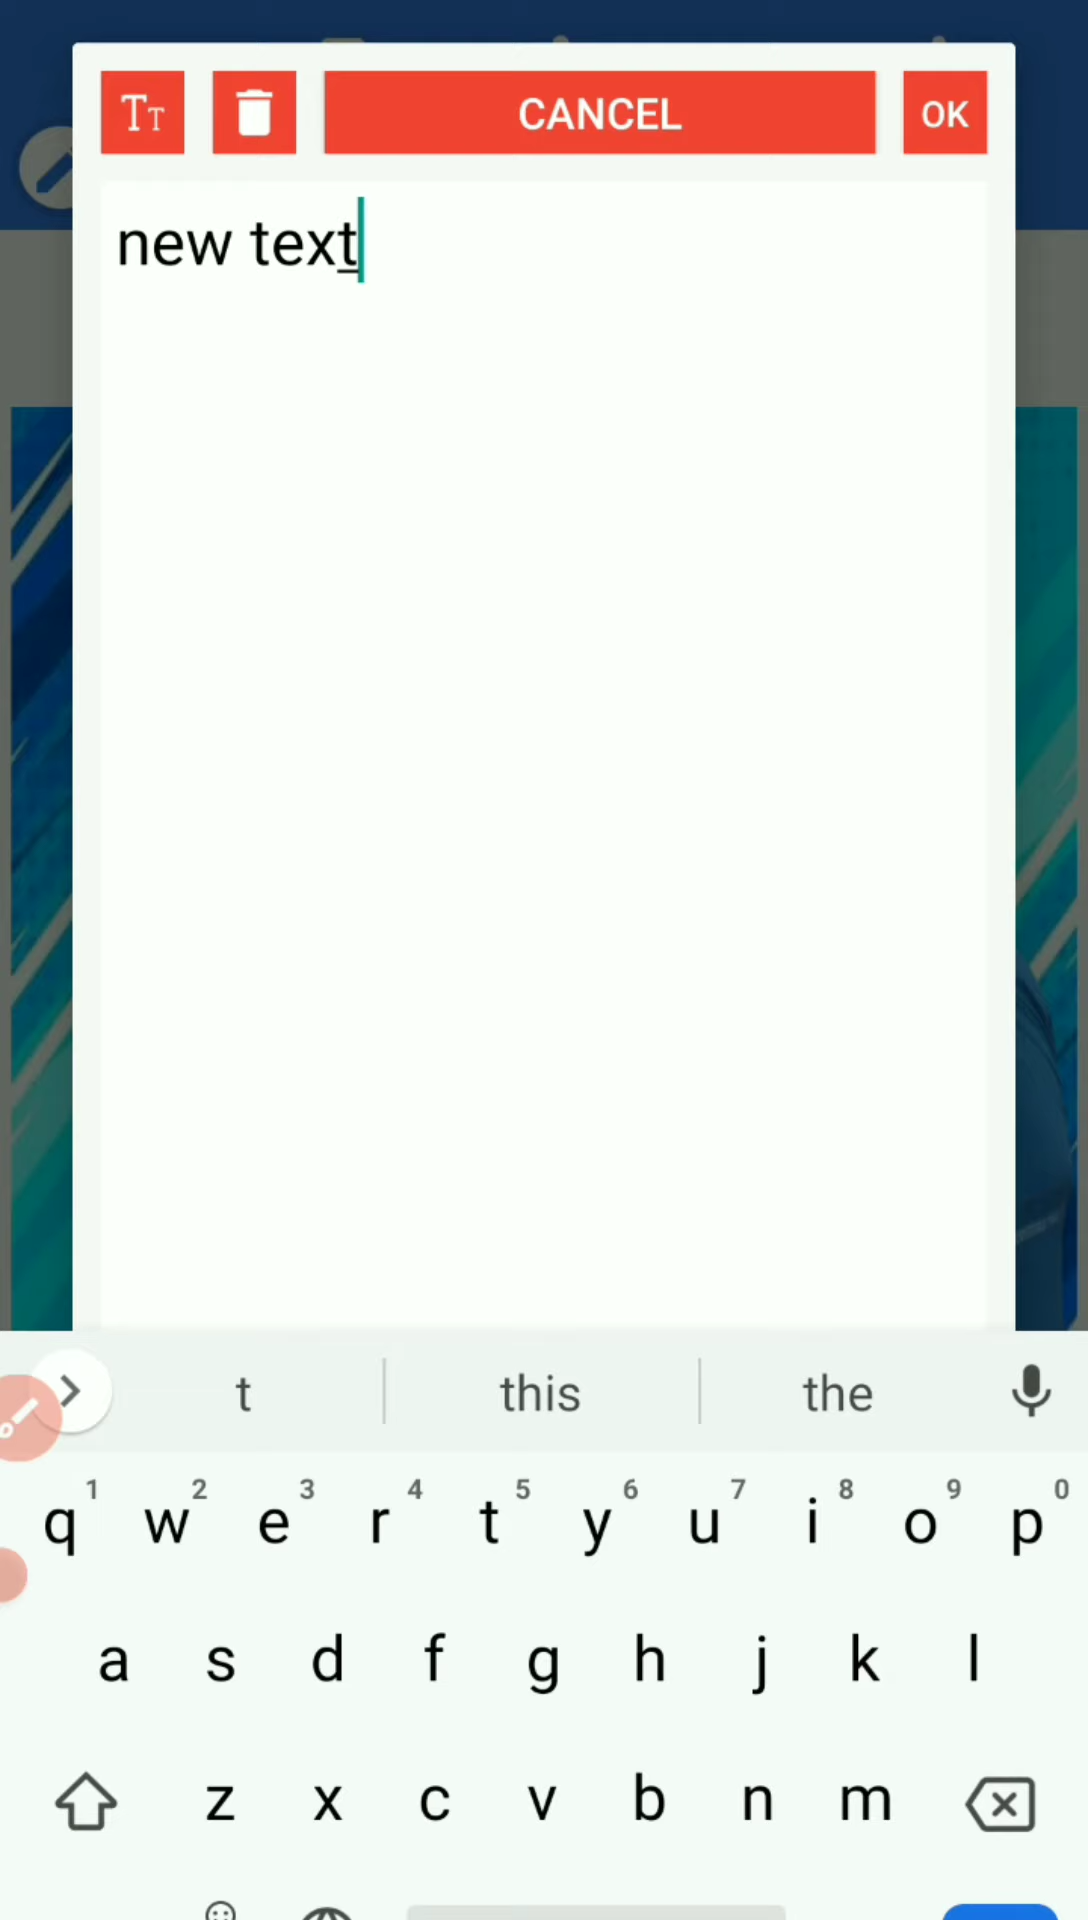 Tт CANCEL OK
new text
t this the
1 2 3 4 5 6 7 8 9 0
q w e r t y u i o p
a s d f g h j k l
z x c v b n m